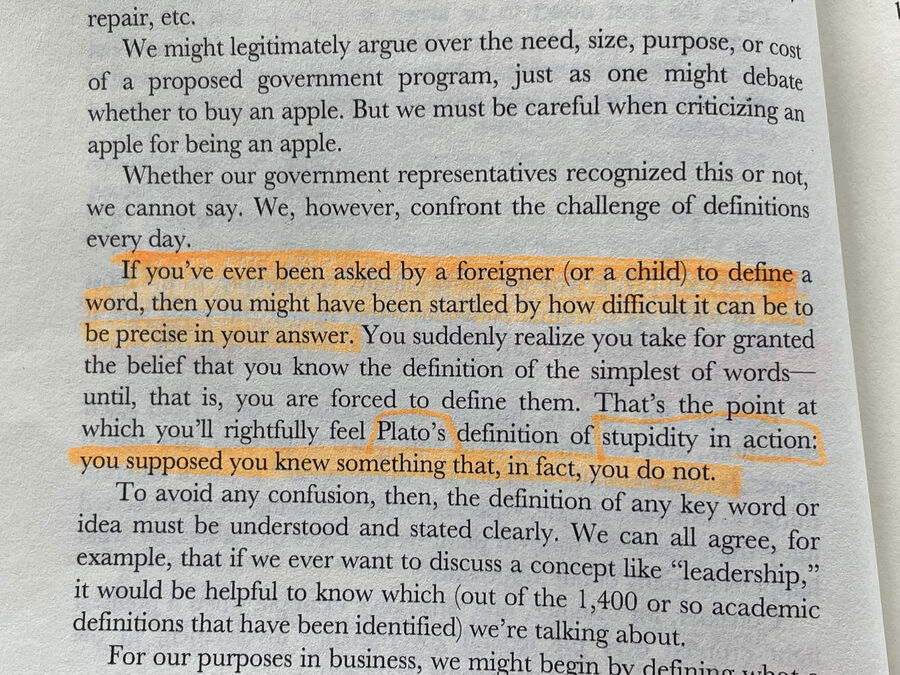 repair, etc.
We might legitimately argue over the need, size, purpose, or cost
of a proposed government program, just as one might debate
whether to buy an apple. But we must be careful when criticizing an
apple for being an apple.
Whether our government representatives recognized this or not,
we cannot say. We, however, confront the challenge of definitions
every day.
If you’ve ever been asked by a foreigner (or a child) to define a
word, then you might have been startled by how difficult it can be to
be precise in your answer. You suddenly realize you take for granted
the belief that you know the definition of the simplest of words—
until, that is, you are forced to define them. That’s the point at
which you’ll rightfully feel Plato’s definition of stupidity in action:
you supposed you knew something that, in fact, you do not.
To avoid any confusion, then, the definition of any key word or
idea must be understood and stated clearly. We can all agree, for
example, that if we ever want to discuss a concept like “leadership,”
it would be helpful to know which (out of the 1,400 or so academic
definitions that have been identified) we’re talking about.
For our purposes in business, we might begin by defining what a